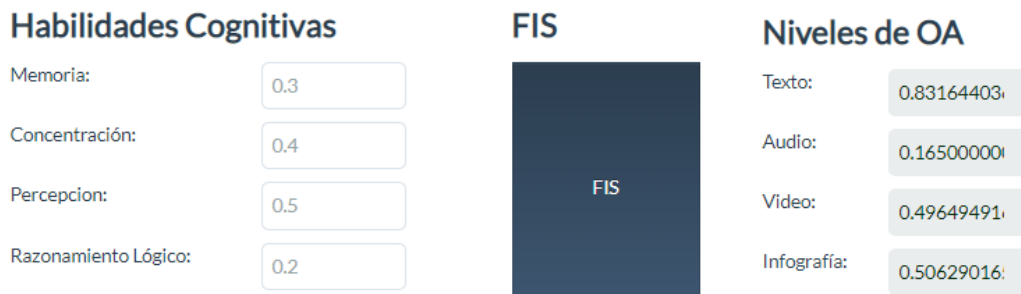 Habilidades Cognitivas
Memoria: 0.3
Concentración: 0.4
Percepcion: 0.5
Razonamiento Lógico: 0.2
FIS
FIS
Niveles de OA
Texto: 0.83164403
Audio: 0.16500000
Video: 0.49649491
Infografía: 0.50629016